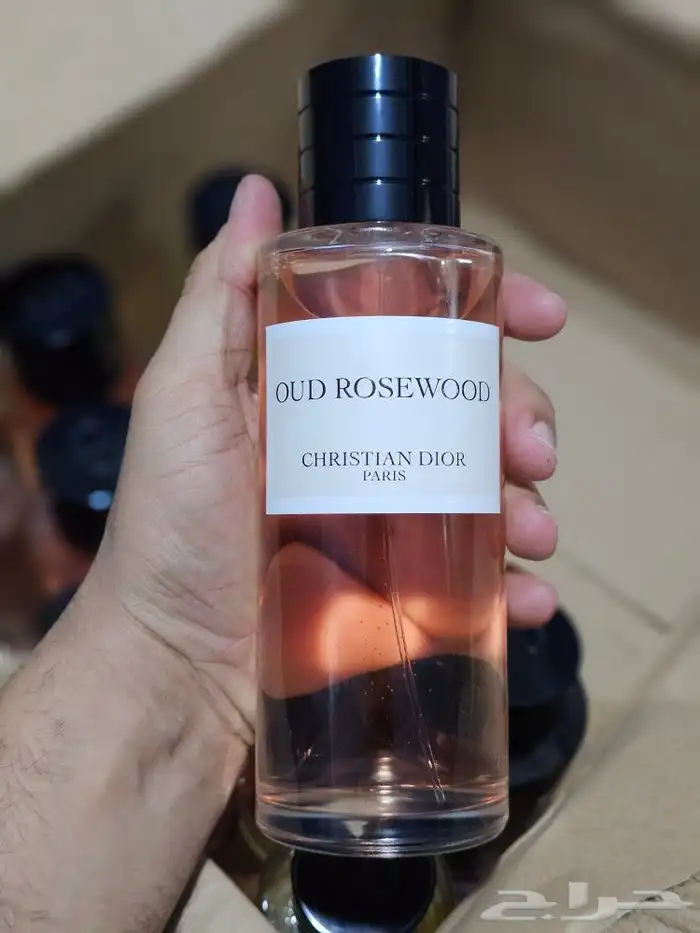 OUD ROSEWOOD
CHRISTIAN DIOR
PARIS
حراج